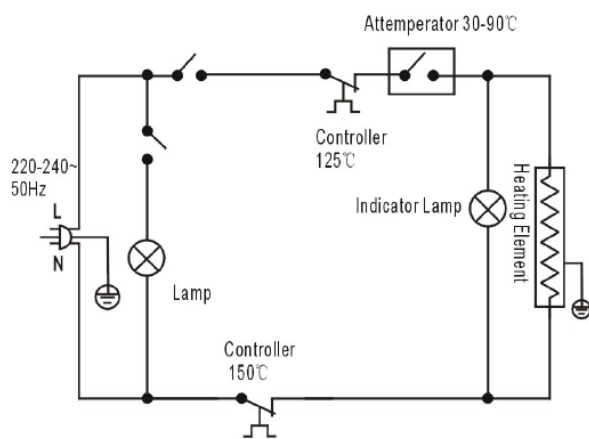 Attemperator 30-90℃
Controller
125℃
220-240~
50Hz
L
N
Indicator Lamp
Heating Element
Lamp
Controller
150℃